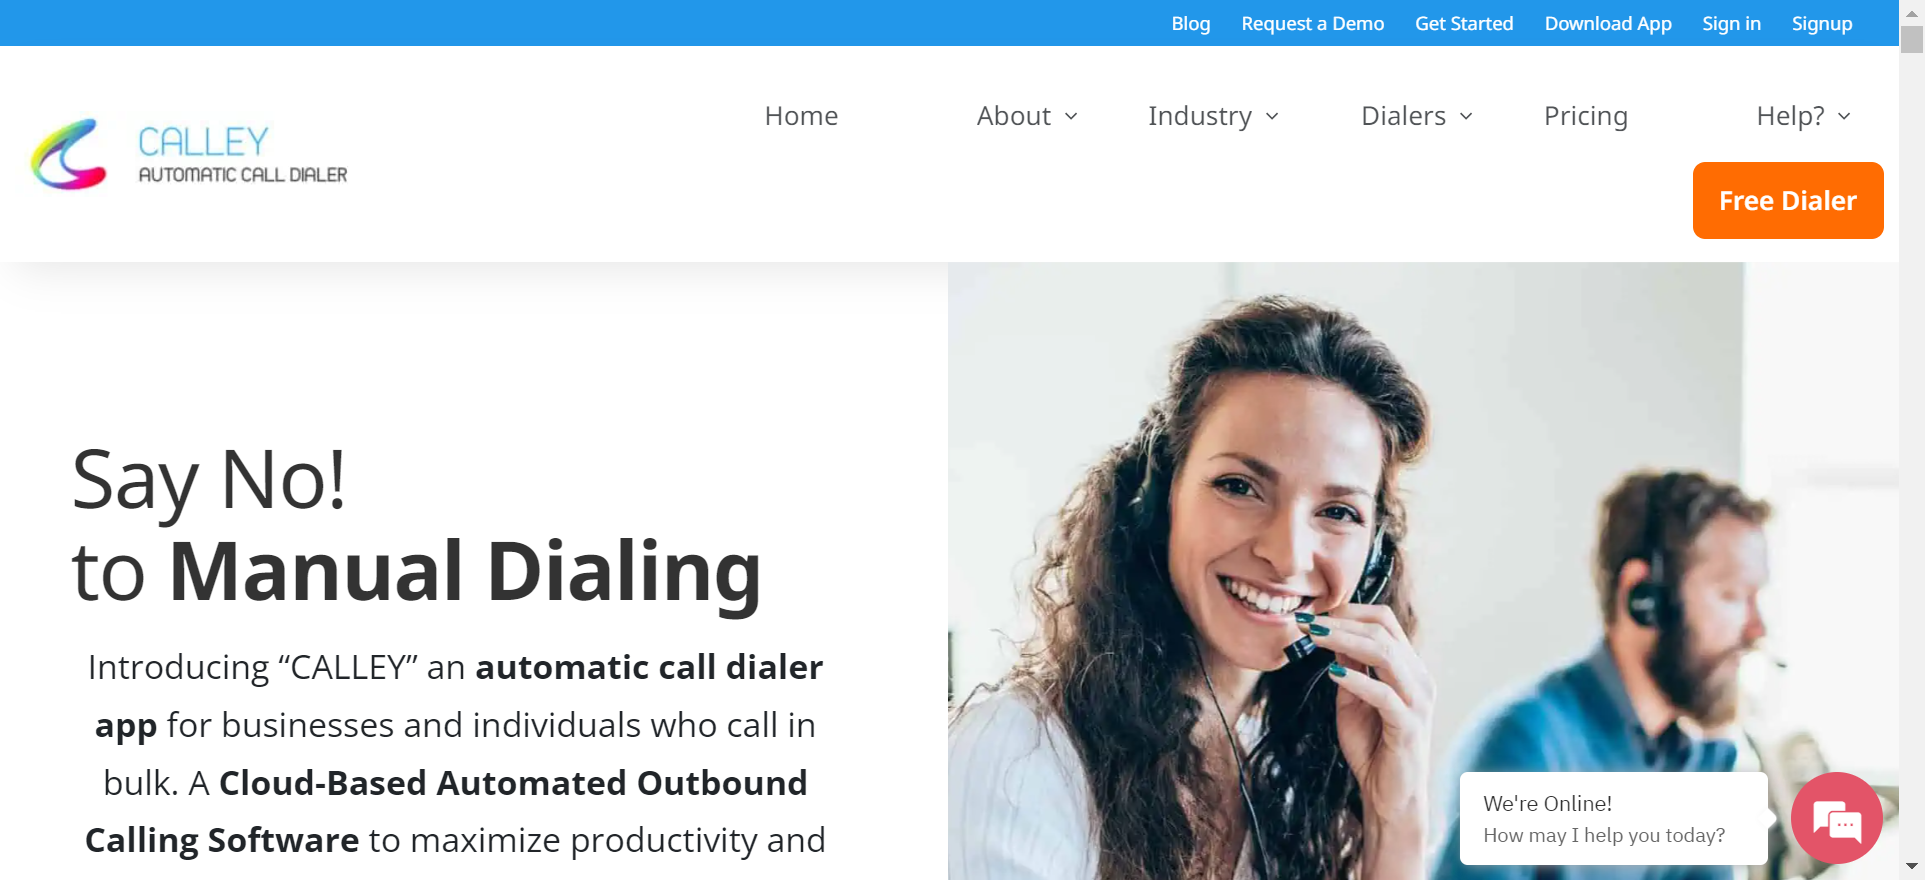 Blog Request a Demo Get Started Download App Sign in Signup
CALLEY
AUTOMATIC CALL DIALER
Home About Industry Dialers Pricing Help?
Free Dialer
Say No!
to Manual Dialing
Introducing “CALLEY” an automatic call dialer
app for businesses and individuals who call in
bulk. A Cloud-Based Automated Outbound
Calling Software to maximize productivity and
We're Online!
How may I help you today?